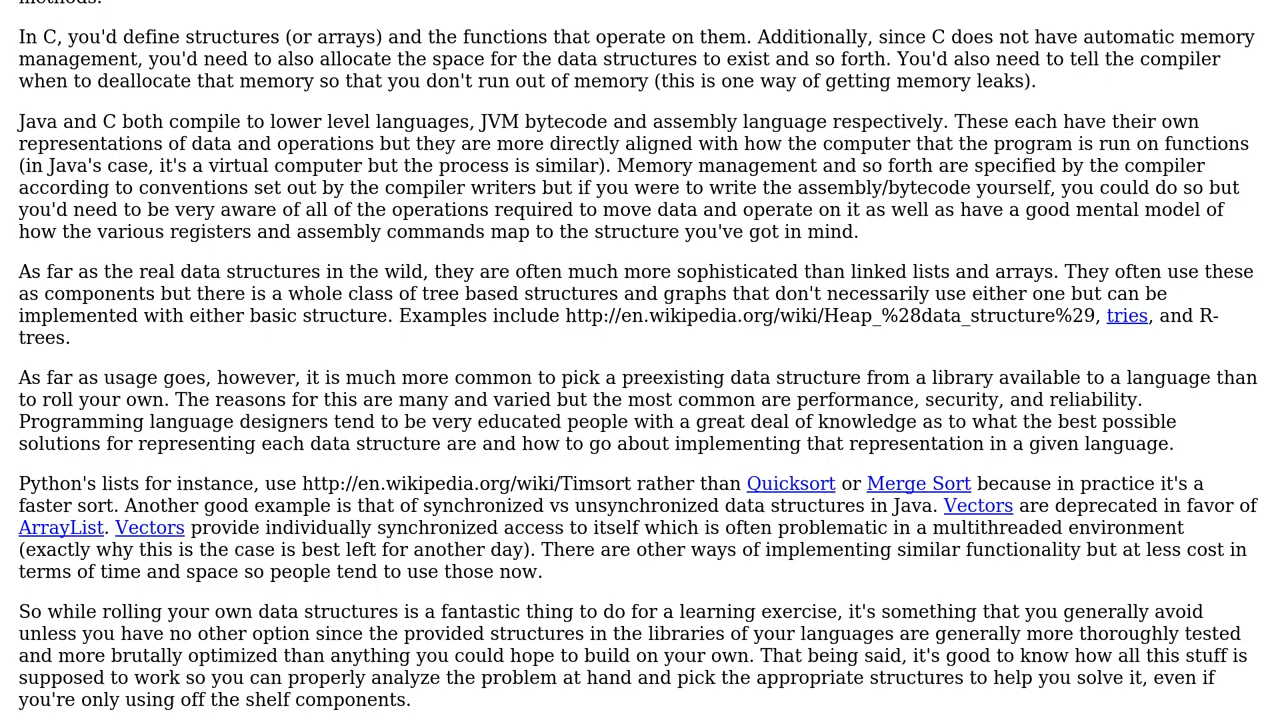 methods.
In C, you'd define structures (or arrays) and the functions that operate on them. Additionally, since C does not have automatic memory
management, you'd need to also allocate the space for the data structures to exist and so forth. You'd also need to tell the compiler
when to deallocate that memory so that you don't run out of memory (this is one way of getting memory leaks).
Java and C both compile to lower level languages, JVM bytecode and assembly language respectively. These each have their own
representations of data and operations but they are more directly aligned with how the computer that the program is run on functions
(in Java's case, it's a virtual computer but the process is similar). Memory management and so forth are specified by the compiler
according to conventions set out by the compiler writers but if you were to write the assembly/bytecode yourself, you could do so but
you'd need to be very aware of all of the operations required to move data and operate on it as well as have a good mental model of
how the various registers and assembly commands map to the structure you've got in mind.
As far as the real data structures in the wild, they are often much more sophisticated than linked lists and arrays. They often use these
as components but there is a whole class of tree based structures and graphs that don't necessarily use either one but can be
implemented with either basic structure. Examples include http://en.wikipedia.org/wiki/Heap_%28data_structure%29, tries, and R-
trees.
As far as usage goes, however, it is much more common to pick a preexisting data structure from a library available to a language than
to roll your own. The reasons for this are many and varied but the most common are performance, security, and reliability.
Programming language designers tend to be very educated people with a great deal of knowledge as to what the best possible
solutions for representing each data structure are and how to go about implementing that representation in a given language.
Python's lists for instance, use http://en.wikipedia.org/wiki/Timsort rather than Quicksort or Merge Sort because in practice it's a
faster sort. Another good example is that of synchronized vs unsynchronized data structures in Java. Vectors are deprecated in favor of
ArrayList. Vectors provide individually synchronized access to itself which is often problematic in a multithreaded environment
(exactly why this is the case is best left for another day). There are other ways of implementing similar functionality but at less cost in
terms of time and space so people tend to use those now.
So while rolling your own data structures is a fantastic thing to do for a learning exercise, it's something that you generally avoid
unless you have no other option since the provided structures in the libraries of your languages are generally more thoroughly tested
and more brutally optimized than anything you could hope to build on your own. That being said, it's good to know how all this stuff is
supposed to work so you can properly analyze the problem at hand and pick the appropriate structures to help you solve it, even if
you're only using off the shelf components.